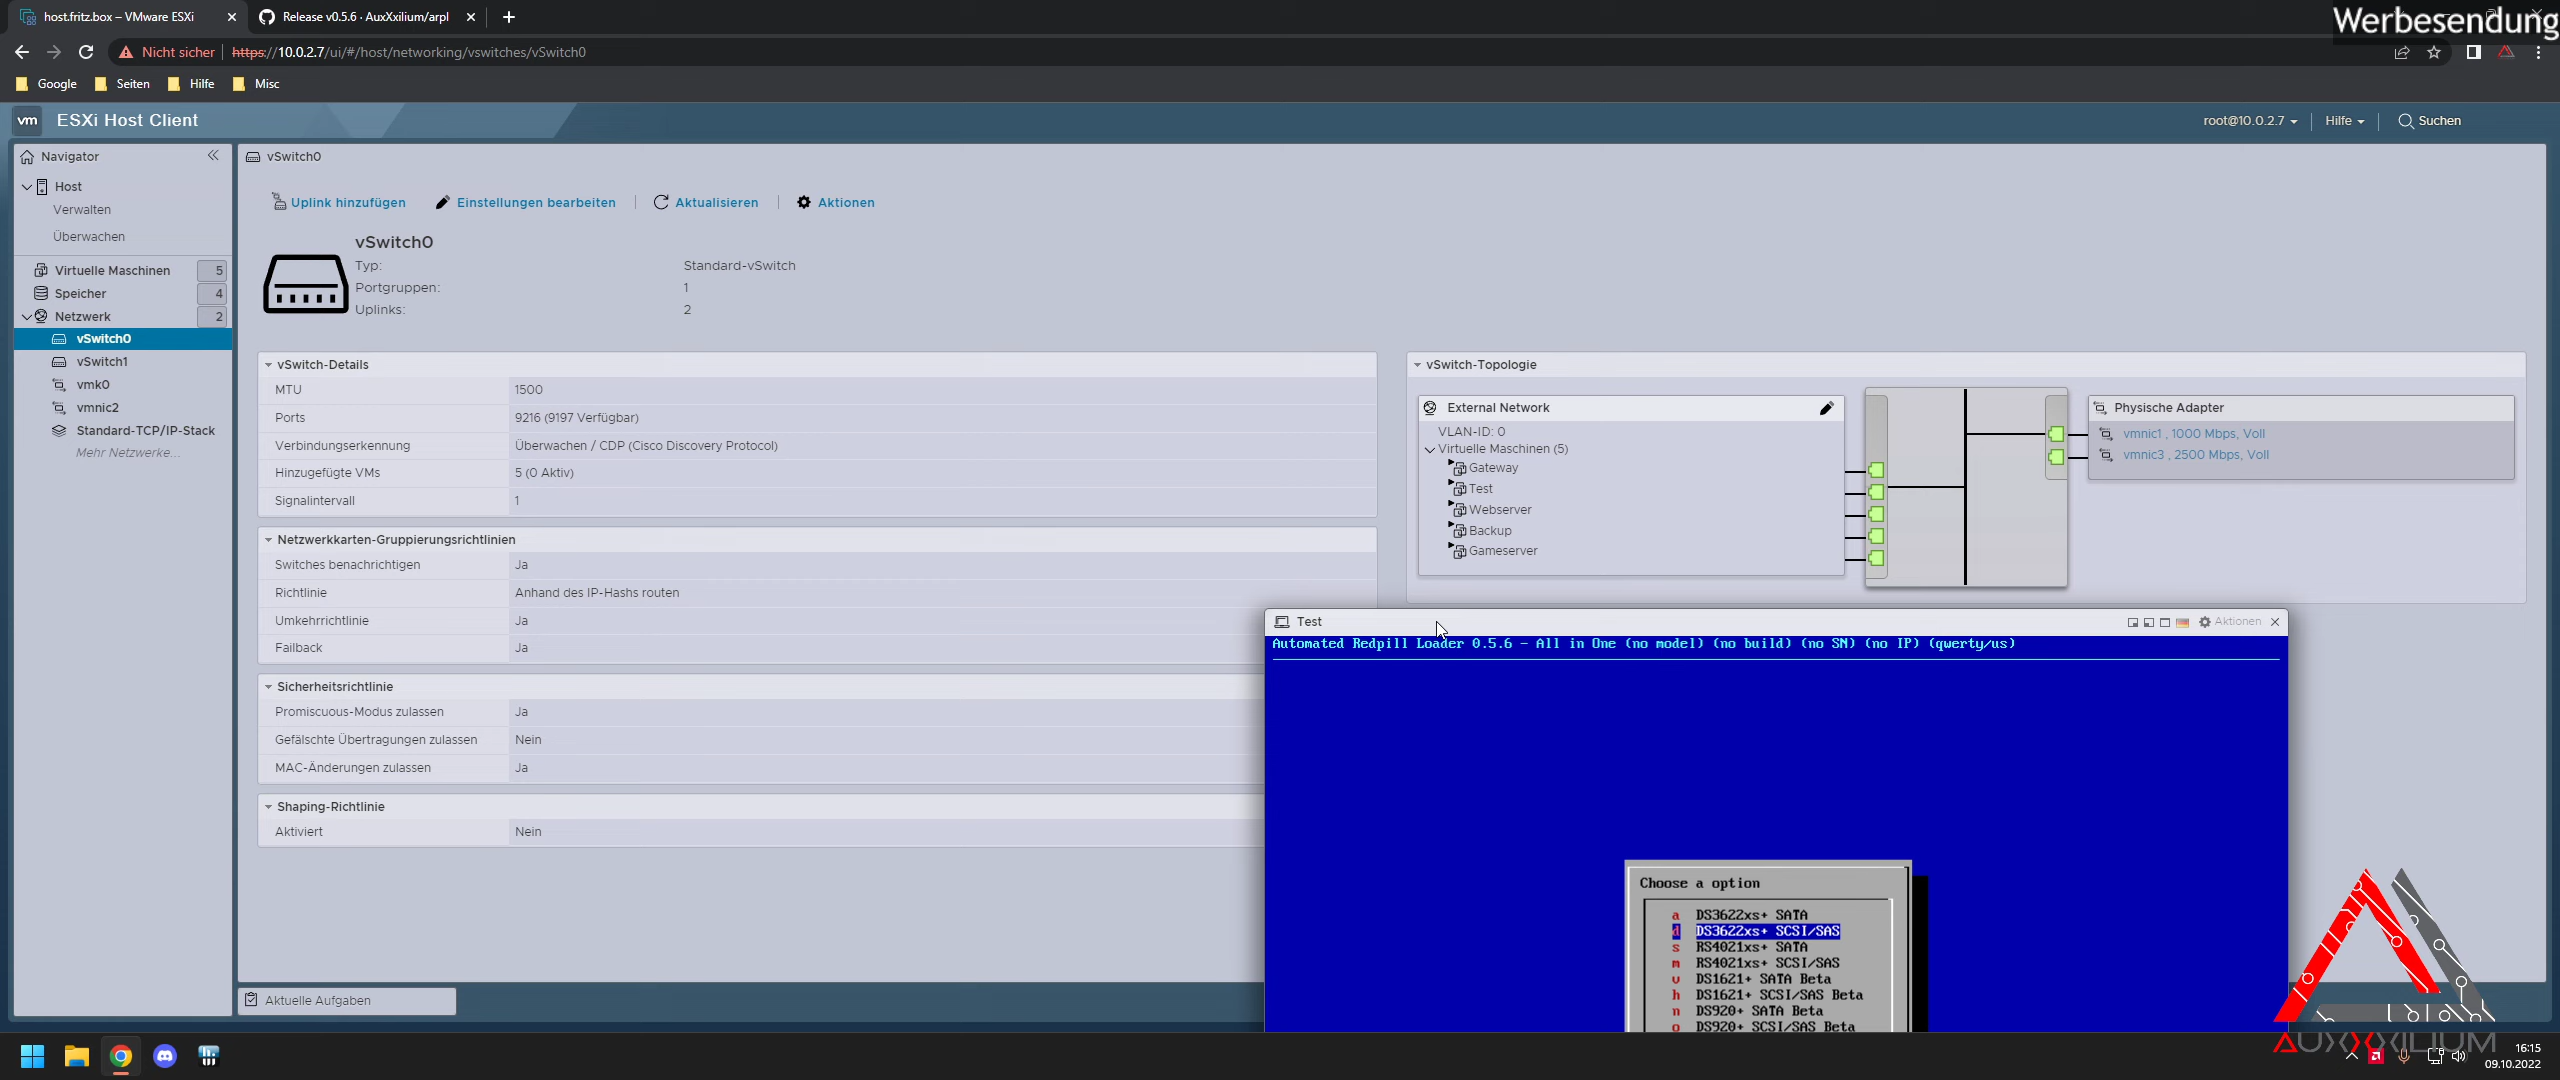 host.fritz.box – VMware ESXi
Release v0.5.6 · AuxXxilium/arpl
Werbesendung
Nicht sicher
https://10.0.2.7/ui/#/host/networking/vswitches/vSwitch0
Google
Seiten
Hilfe
Misc
vm
ESXi Host Client
root@10.0.2.7
Hilfe
Suchen
Navigator
Host
Verwalten
Überwachen
Virtuelle Maschinen 5
Speicher 4
Netzwerk 2
vSwitch0
vSwitch1
vmk0
vmnic2
Standard-TCP/IP-Stack
Mehr Netzwerke...
vSwitch0
Uplink hinzufügen
Einstellungen bearbeiten
Aktualisieren
Aktionen
vSwitch0
Typ: Standard-vSwitch
Portgruppen: 1
Uplinks: 2
vSwitch-Details
MTU 1500
Ports 9216 (9197 Verfügbar)
Verbindungserkennung Überwachen / CDP (Cisco Discovery Protocol)
Hinzugefügte VMs 5 (0 Aktiv)
Signalintervall 1
Netzwerkkarten-Gruppierungsrichtlinien
Switches benachrichtigen Ja
Richtlinie Anhand des IP-Hashs routen
Umkehrrichtlinie Ja
Failback Ja
Sicherheitsrichtlinie
Promiscuous-Modus zulassen Ja
Gefälschte Übertragungen zulassen Nein
MAC-Änderungen zulassen Ja
Shaping-Richtlinie
Aktiviert Nein
vSwitch-Topologie
External Network
VLAN-ID: 0
Virtuelle Maschinen (5)
Gateway
Test
Webserver
Backup
Gameserver
Physische Adapter
vmnic1 , 1000 Mbps, Voll
vmnic3 , 2500 Mbps, Voll
Test
Aktionen
Automated Redpill Loader 0.5.6 - All in One (no model) (no build) (no SN) (no IP) (qwerty/us)
Choose a option
a DS3622xs+ SATA
d DS3622xs+ SCSI/SAS
s RS4021xs+ SATA
m RS4021xs+ SCSI/SAS
v DS1621+ SATA Beta
h DS1621+ SCSI/SAS Beta
n DS920+ SATA Beta
o DS920+ SCSI/SAS Beta
Aktuelle Aufgaben
AUXXXILIUM
16:15
09.10.2022